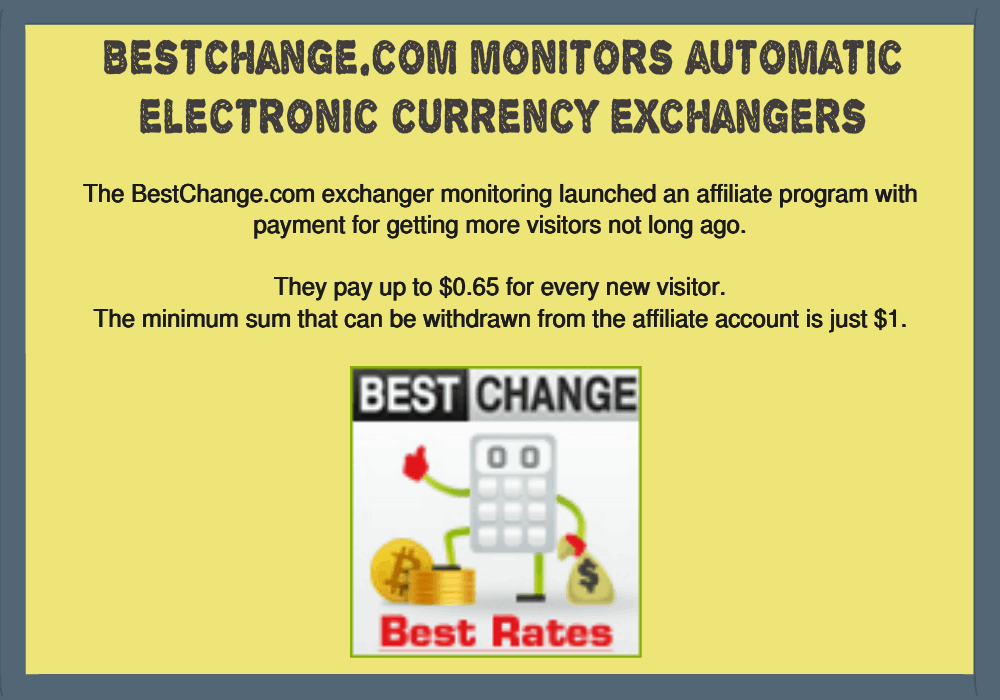 BESTCHANGE.COM MONITORS AUTOMATIC
ELECTRONIC CURRENCY EXCHANGERS
The BestChange.com exchanger monitoring launched an affiliate program with
payment for getting more visitors not long ago.
They pay up to $0.65 for every new visitor.
The minimum sum that can be withdrawn from the affiliate account is just $1.
BEST CHANGE
0 0
$
Best Rates